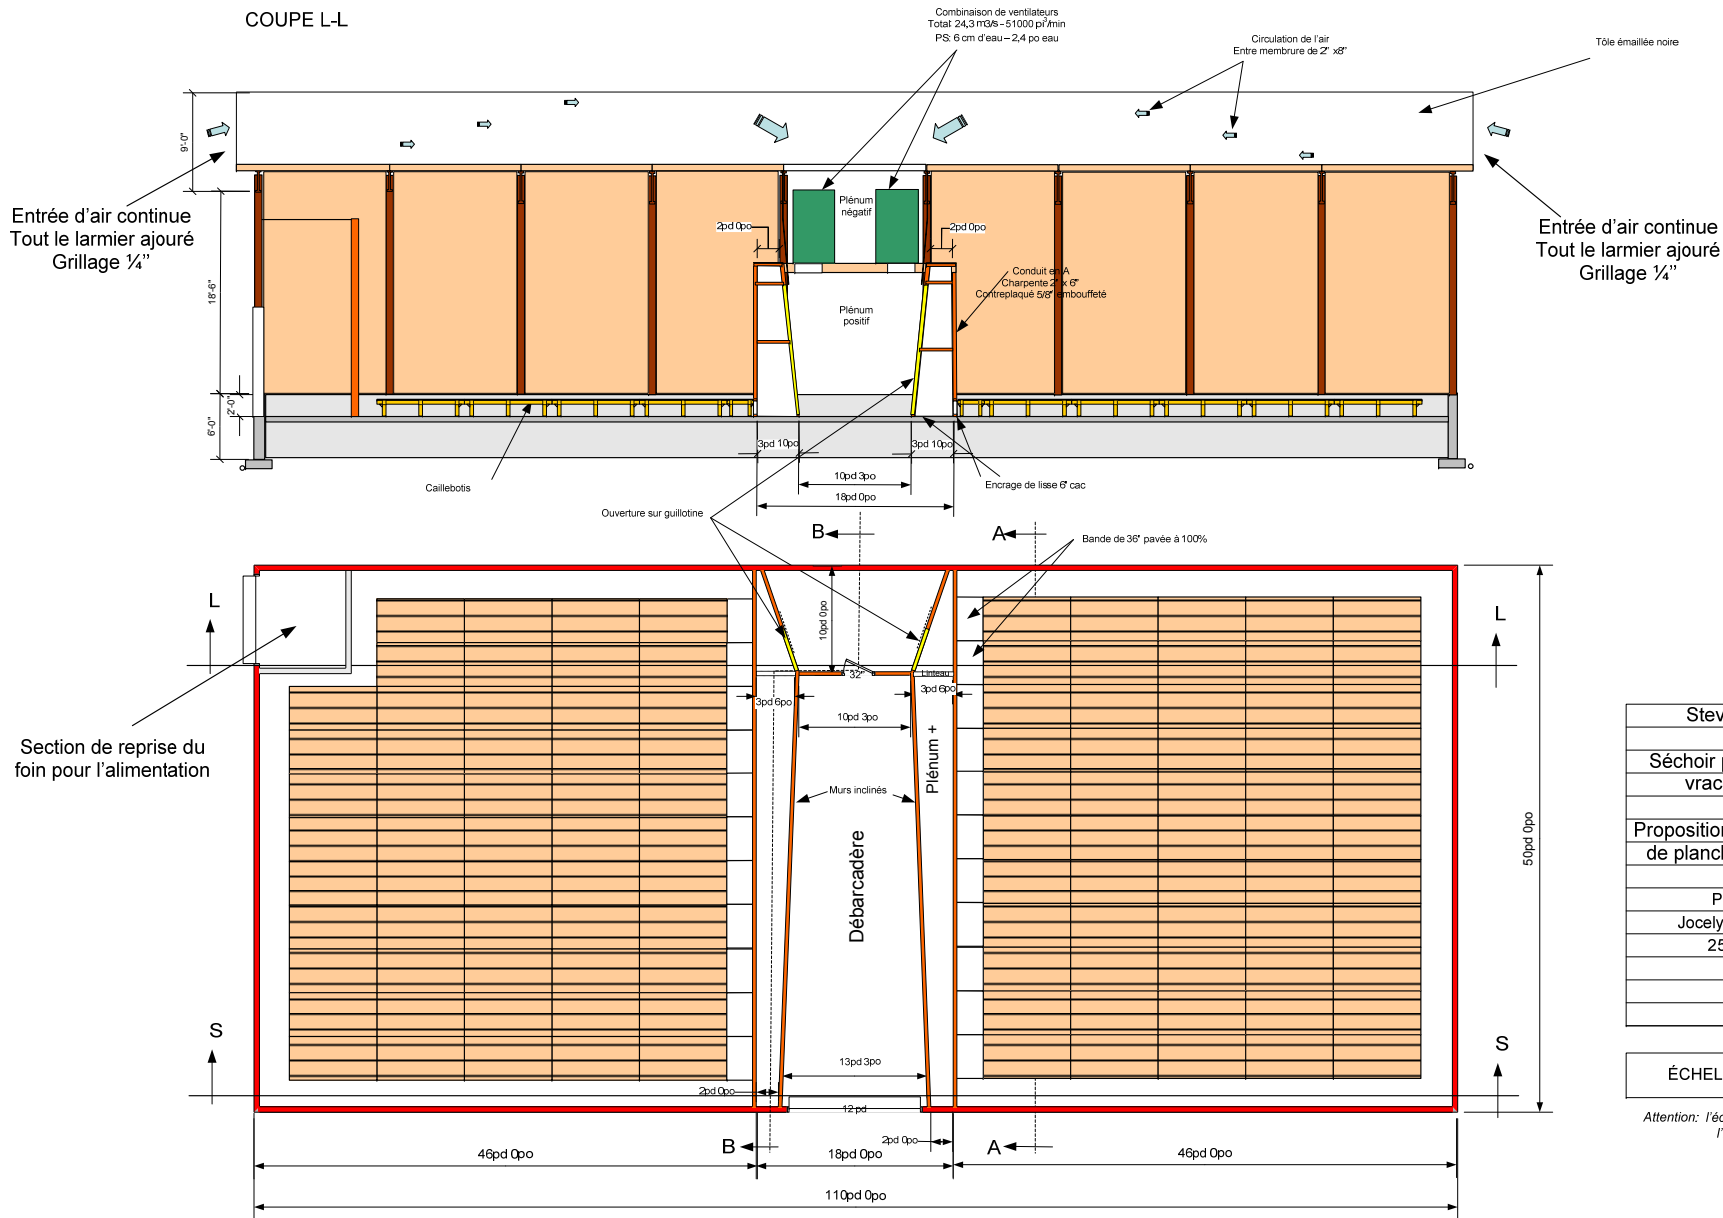 COUPE L-L
Combinaison de ventilateurs
Total: 24,3 m3/s - 51000 pi³/min
PS: 6 cm d'eau – 2,4 po eau
Circulation de l'air
Entre membrure de 2" x8"
Tôle émaillée noire
9'-0"
Entrée d'air continue
Tout le larmier ajouré
Grillage ¼"
Entrée d'air continue
Tout le larmier ajouré
Grillage ¼"
Plénum
négatif
2pd 0po
2pd 0po
18'-6"
Conduit en A
Charpente 2" x 6"
Contreplaqué 5/8" embouffeté
Plénum
positif
2'-0"
6'-0"
3pd 10po
3pd 10po
10pd 3po
18pd 0po
Caillebotis
Encrage de lisse 6" cac
Ouverture sur guillotine
B
A
Bande de 36" pavée à 100%
L
L
10pd 0po
32"
Linteau
3pd 6po
3pd 6po
10pd 3po
Section de reprise du
foin pour l'alimentation
Plénum +
Murs inclinés
Débarcadère
50pd 0po
Stev
Séchoir p
vrac
Proposition
de planch
P
Jocely
25
S
S
13pd 3po
2pd 0po
12 pd
2pd 0po
ÉCHEL
Attention: l'éc
l'
B
A
46pd 0po
18pd 0po
46pd 0po
110pd 0po